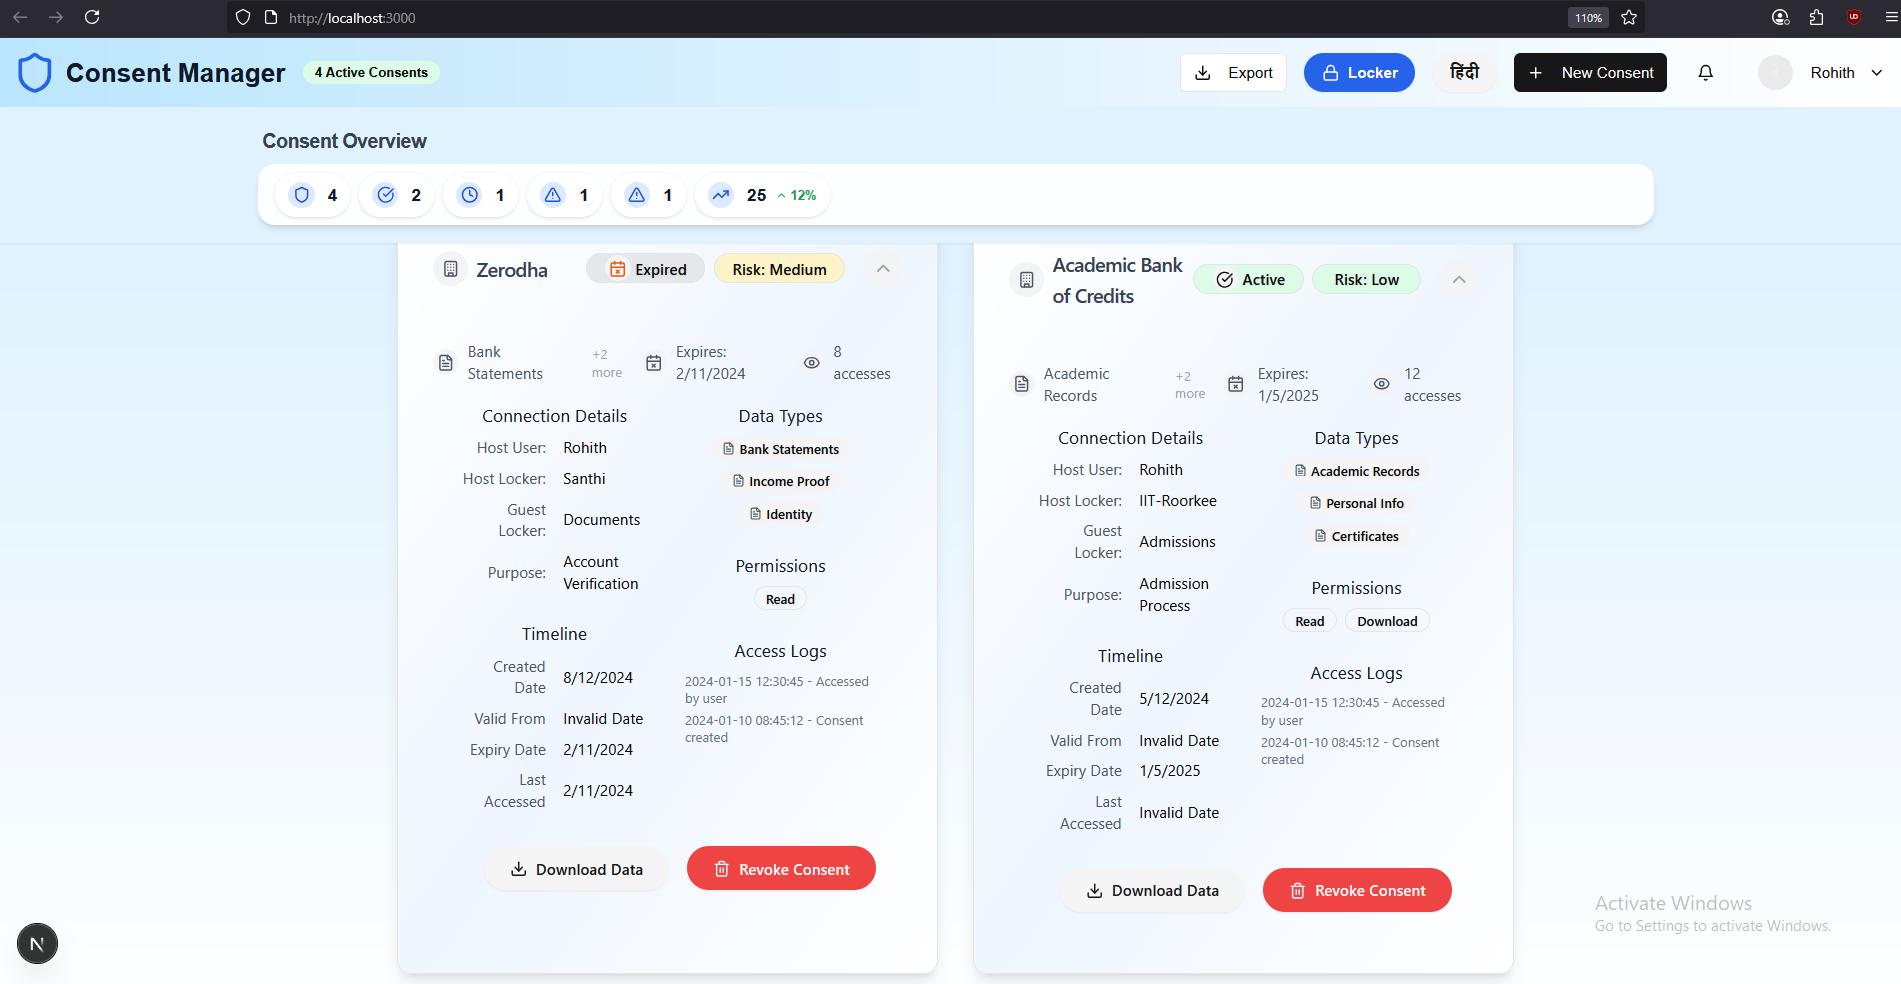 http://localhost:3000
110%
Consent Manager
4 Active Consents
Export
Locker
हिंदी
New Consent
Rohith
Consent Overview
4
2
1
1
1
25
12%
Zerodha
Expired
Risk: Medium
Bank
Statements
+2
more
Expires:
2/11/2024
8
accesses
Connection Details
Host User: Rohith
Host Locker: Santhi
Guest
Locker:
Documents
Purpose:
Account
Verification
Timeline
Created
Date
8/12/2024
Valid From Invalid Date
Expiry Date 2/11/2024
Last
Accessed
2/11/2024
Data Types
Bank Statements
Income Proof
Identity
Permissions
Read
Access Logs
2024-01-15 12:30:45 - Accessed
by user
2024-01-10 08:45:12 - Consent
created
Download Data
Revoke Consent
Academic Bank
of Credits
Active
Risk: Low
Academic
Records
+2
more
Expires:
1/5/2025
12
accesses
Connection Details
Host User: Rohith
Host Locker: IIT-Roorkee
Guest
Locker:
Admissions
Purpose:
Admission
Process
Timeline
Created
Date
5/12/2024
Valid From Invalid Date
Expiry Date 1/5/2025
Last
Accessed
Invalid Date
Data Types
Academic Records
Personal Info
Certificates
Permissions
Read
Download
Access Logs
2024-01-15 12:30:45 - Accessed
by user
2024-01-10 08:45:12 - Consent
created
Download Data
Revoke Consent
N
Activate Windows
Go to Settings to activate Windows.